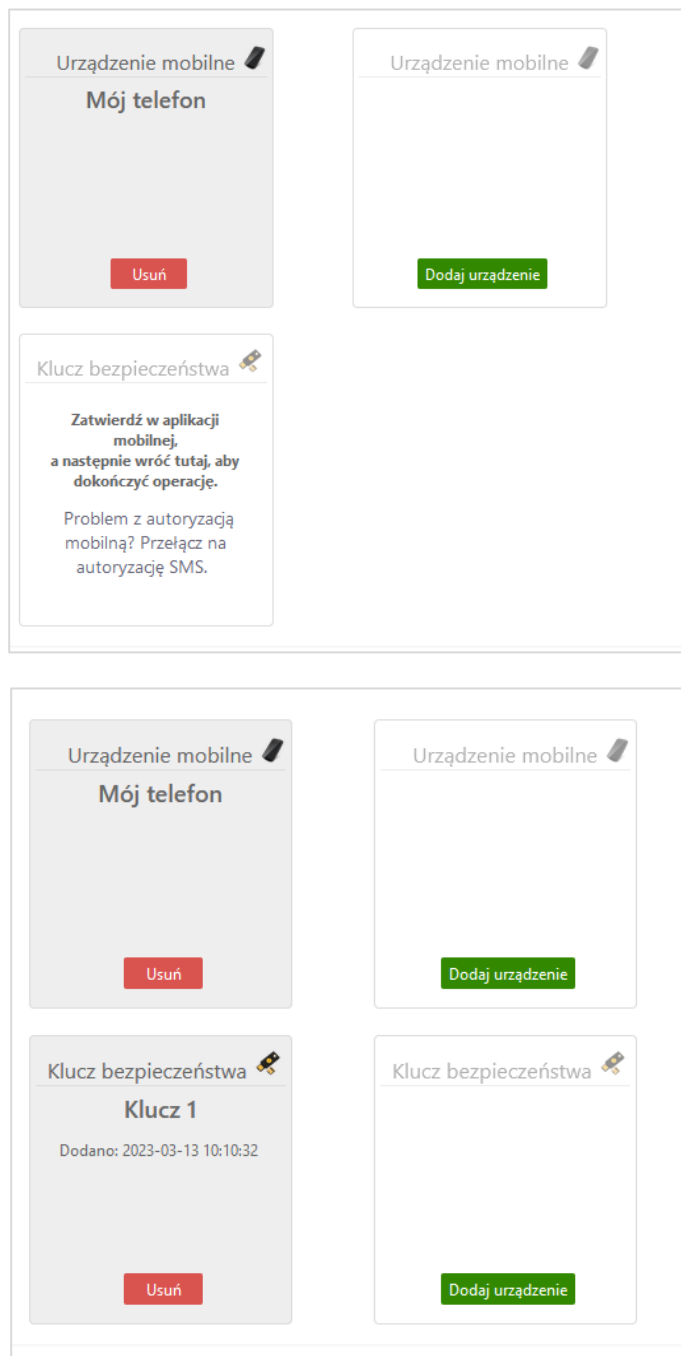 Urządzenie mobilne
Mój telefon
Usuń
Urządzenie mobilne
Dodaj urządzenie
Klucz bezpieczeństwa
Zatwierdź w aplikacji
mobilnej,
a następnie wróć tutaj, aby
dokończyć operację.
Problem z autoryzacją
mobilną? Przełącz na
autoryzację SMS.
Urządzenie mobilne
Mój telefon
Usuń
Urządzenie mobilne
Dodaj urządzenie
Klucz bezpieczeństwa
Klucz 1
Dodano: 2023-03-13 10:10:32
Usuń
Klucz bezpieczeństwa
Dodaj urządzenie